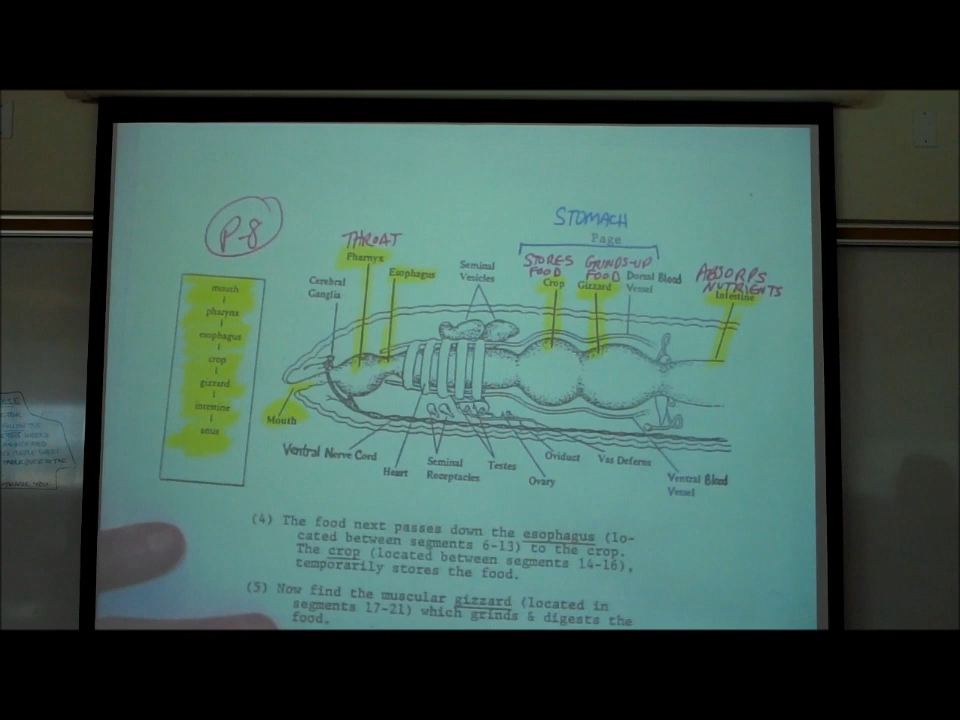 P-8
STOMACH
Page
THROAT
Pharnyx
Esophagus
Seminal
Vesicles
STORES
FOOD
Crop
GRINDS-UP
FOOD
Gizzard
Dorsal Blood
Vessel
ABSORPS
NUTRIENTS
Intestine
Cerebral
Ganglia
mouth
pharynx
esophagus
crop
gizzard
intestine
anus
Mouth
Ventral Nerve Cord
Heart
Seminal
Receptacles
Testes
Ovary
Oviduct
Vas Deferns
Ventral Blood
Vessel
(4) The food next passes down the esophagus (lo-
cated between segments 6-13) to the crop.
The crop (located between segments 14-16),
temporarily stores the food.
(5) Now find the muscular gizzard (located in
segments 17-21) which grinds & digests the
food.
THANK YOU